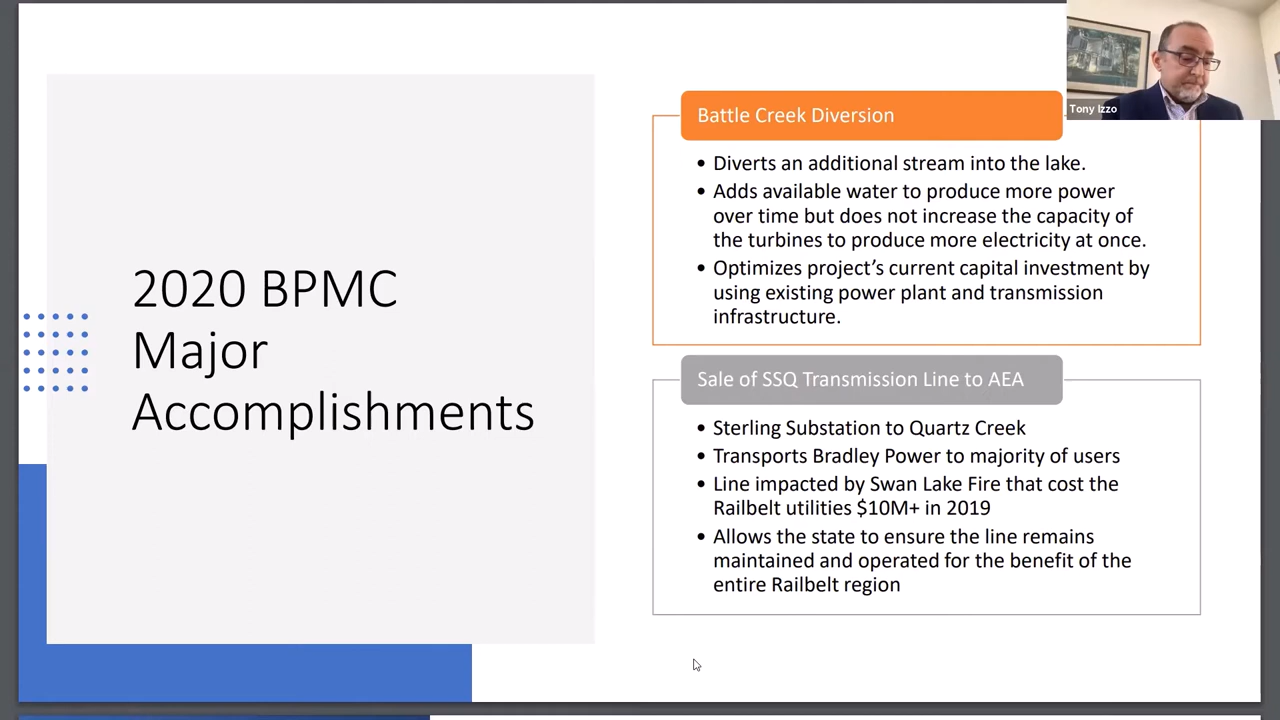 2020 BPMC
Major
Accomplishments
Battle Creek Diversion
• Diverts an additional stream into the lake.
• Adds available water to produce more power
over time but does not increase the capacity of
the turbines to produce more electricity at once.
• Optimizes project's current capital investment by
using existing power plant and transmission
infrastructure.
Sale of SSQ Transmission Line to AEA
• Sterling Substation to Quartz Creek
• Transports Bradley Power to majority of users
• Line impacted by Swan Lake Fire that cost the
Railbelt utilities $10M+ in 2019
• Allows the state to ensure the line remains
maintained and operated for the benefit of the
entire Railbelt region
Tony Izzo